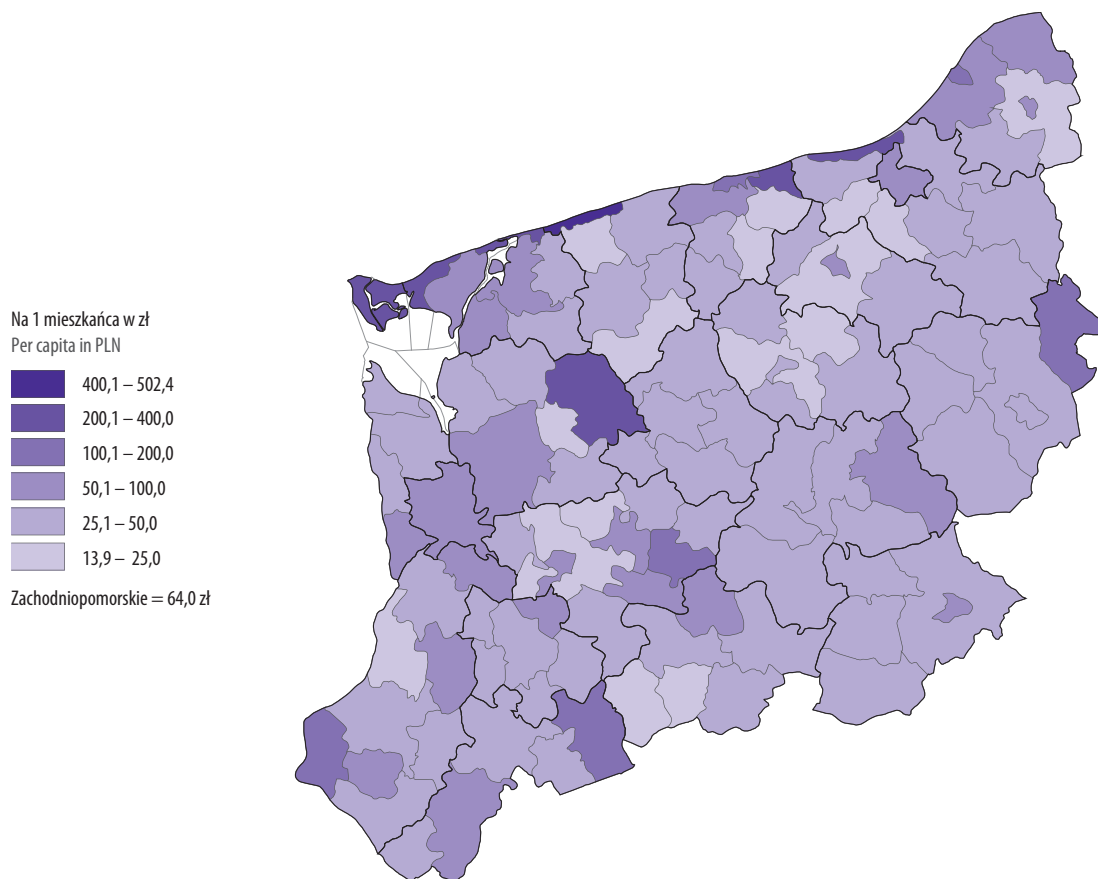 Na 1 mieszkańca w zł
Per capita in PLN
400,1 – 502,4
200,1 – 400,0
100,1 – 200,0
50,1 – 100,0
25,1 – 50,0
13,9 – 25,0
Zachodniopomorskie = 64,0 zł